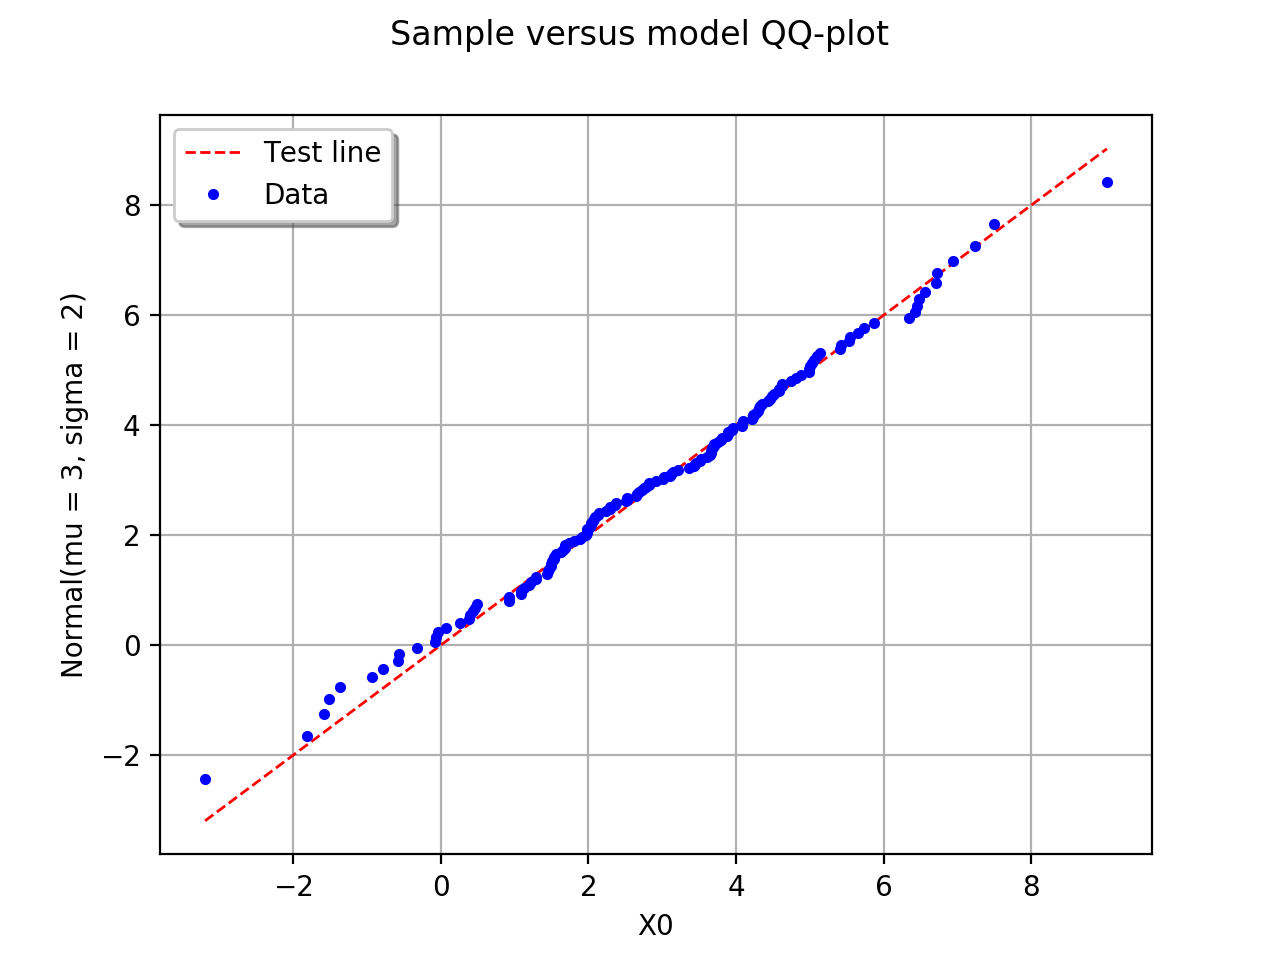 Sample versus model QQ-plot
Test line
Data
8
6
4
2
0
−2
Normal(mu = 3, sigma = 2)
−2 0 2 4 6 8
X0